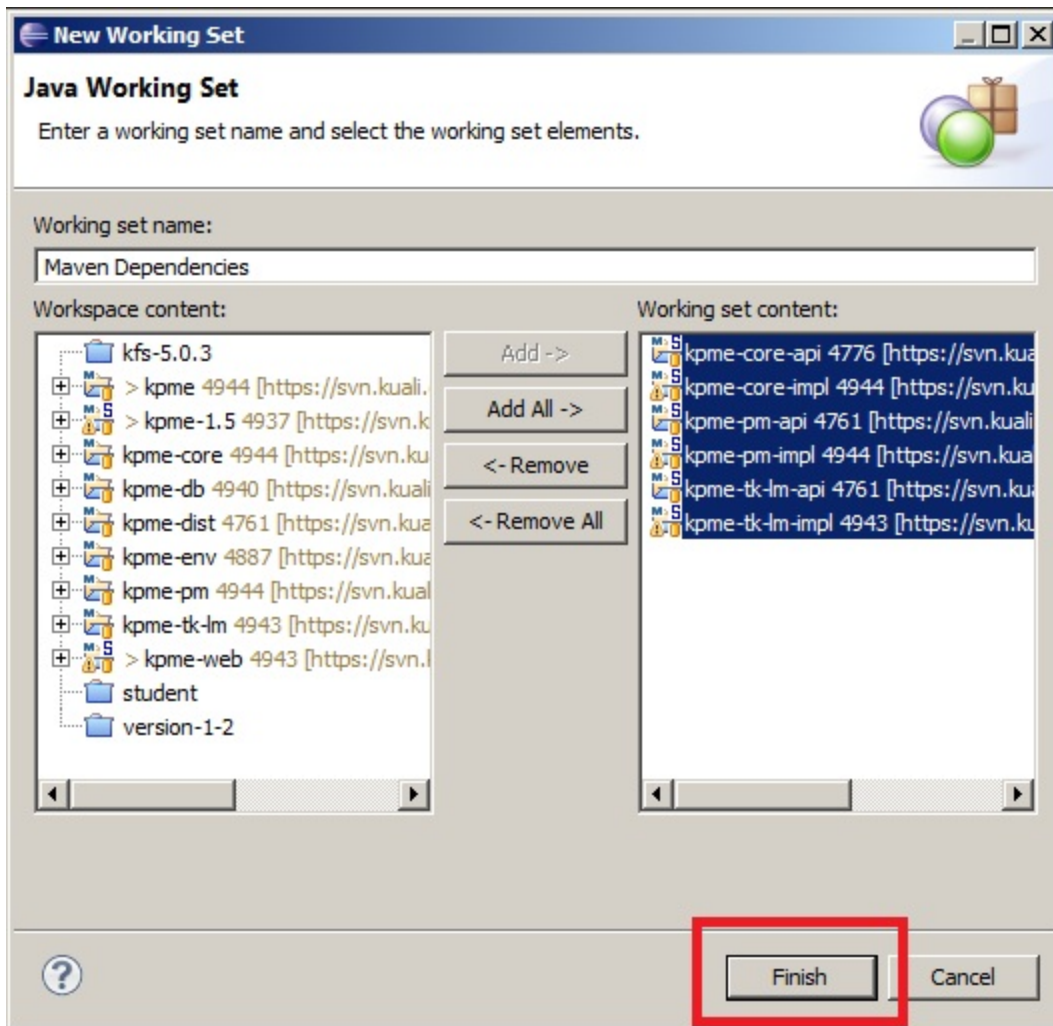 New Working Set
Java Working Set
Enter a working set name and select the working set elements.
Working set name:
Maven Dependencies
Workspace content:
kfs-5.0.3
> kpme 4944 [https://svn.kuali.
> kpme-1.5 4937 [https://svn.k
kpme-core 4944 [https://svn.ku
kpme-db 4940 [https://svn.kuali
kpme-dist 4761 [https://svn.kua
kpme-env 4887 [https://svn.kua
kpme-pm 4944 [https://svn.kual
kpme-tk-lm 4943 [https://svn.ku
> kpme-web 4943 [https://svn.
student
version-1-2
Add ->
Add All ->
<- Remove
<- Remove All
Working set content:
kpme-core-api 4776 [https://svn.kua
kpme-core-impl 4944 [https://svn.kua
kpme-pm-api 4761 [https://svn.kuali
kpme-pm-impl 4944 [https://svn.kual
kpme-tk-lm-api 4761 [https://svn.kua
kpme-tk-lm-impl 4943 [https://svn.ku
?
Finish
Cancel